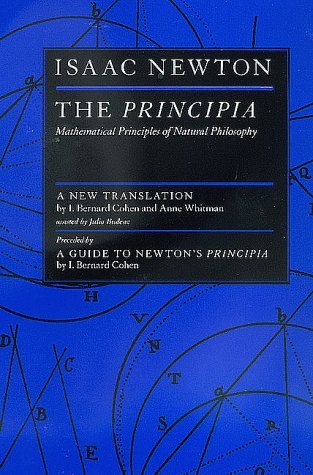 ISAAC NEWTON
THE PRINCIPIA
Mathematical Principles of Natural Philosophy
A NEW TRANSLATION
by I. Bernard Cohen and Anne Whitman
assisted by Julia Budenz
Preceded by
A GUIDE TO NEWTON'S PRINCIPIA
by I. Bernard Cohen
a
b
a
H
G
D
D
B
C
E
V
N
T
S
P
R